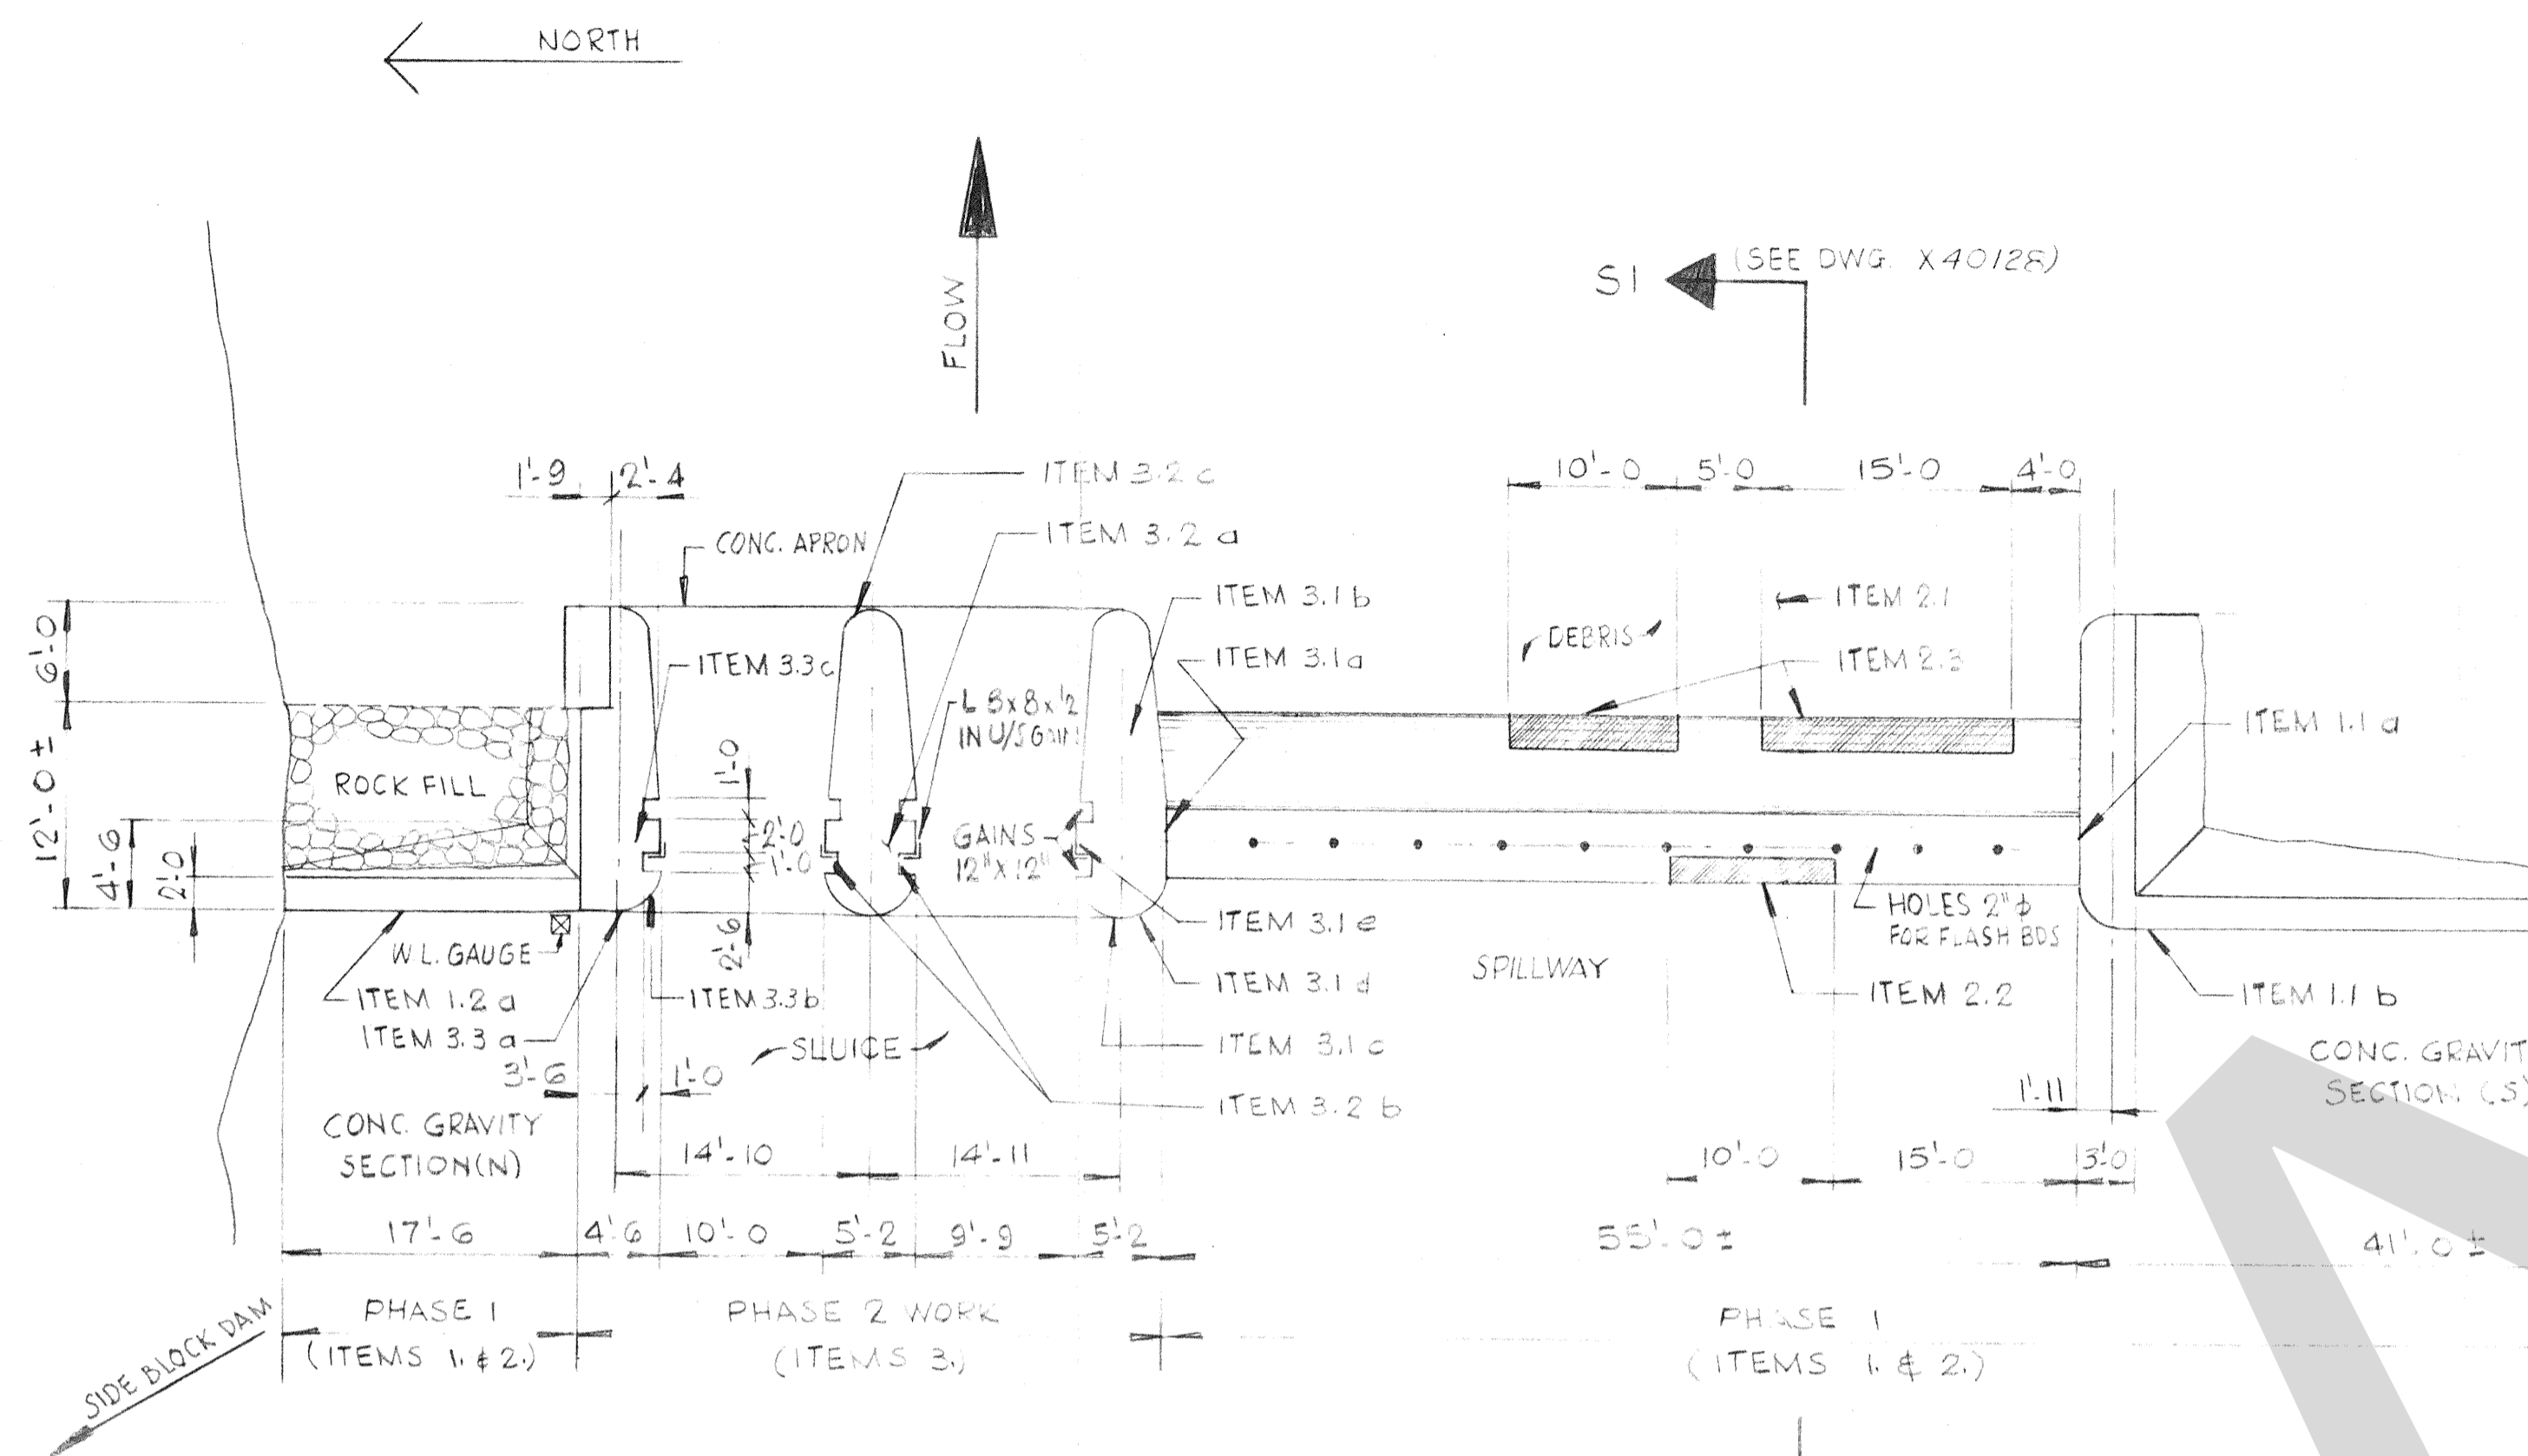 NORTH
FLOW
S1
(SEE DWG. X40128)
1'-9
2'-4
ITEM 3.2 c
10'-0
5'-0
15'-0
4'-0
CONC. APRON
ITEM 3.2 a
ITEM 3.1 b
ITEM 2.1
DEBRIS
6'-0
ITEM 3.3c
ITEM 3.1a
ITEM 2.3
L 8x8x1/2
IN U/S GAIN
ITEM 1.1 a
ROCK FILL
1'-0
12'-0 ±
4'-6
2'-0
2'-0
1'-0
2'-6
GAINS
12"X12"
HOLES 2"ϕ
FOR FLASH BDS
W.L. GAUGE
ITEM 3.1 e
SPILLWAY
ITEM 1.2 a
ITEM 3.3b
ITEM 3.1 d
ITEM 2.2
ITEM 1.1 b
ITEM 3.3 a
SLUICE
ITEM 3.1 c
CONC. GRAVIT
SECTION (S)
3'-6
1'-0
ITEM 3.2 b
1'-11
CONC. GRAVITY
SECTION(N)
14'-10
14'-11
10'-0
15'-0
3'-0
17'-6
4'-6
10'-0
5'-2
9'-9
5'-2
55'-0 ±
41'-0 ±
SIDE BLOCK DAM
PHASE 1
(ITEMS 1. & 2.)
PHASE 2 WORK
(ITEMS 3.)
PHASE 1
(ITEMS 1. & 2.)